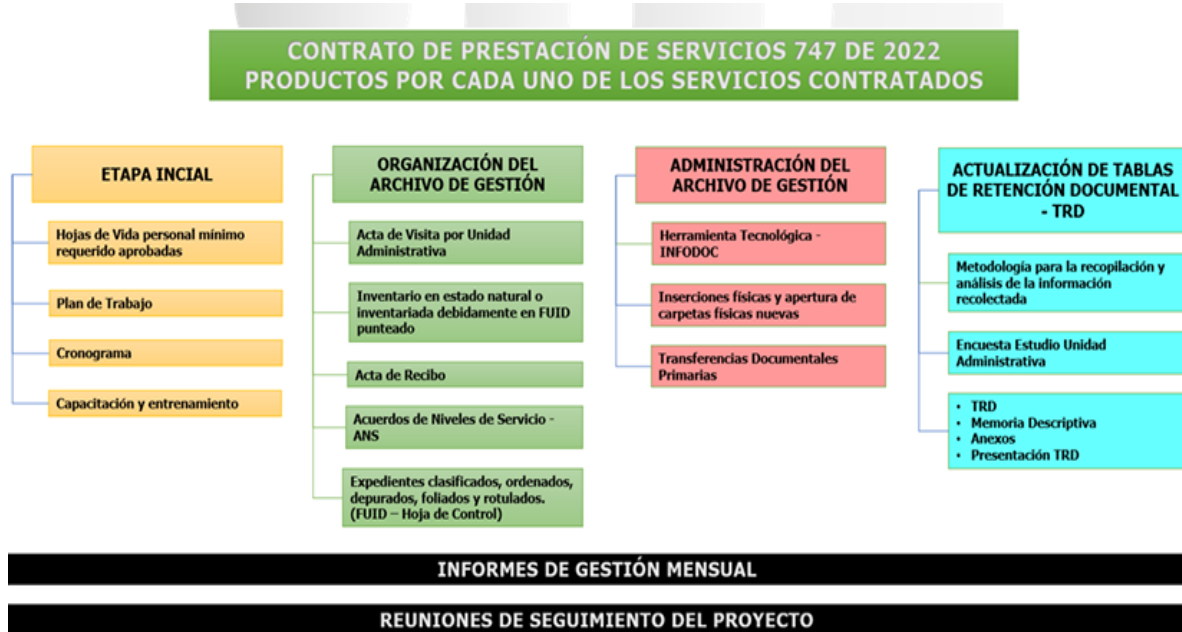 CONTRATO DE PRESTACIÓN DE SERVICIOS 747 DE 2022
PRODUCTOS POR CADA UNO DE LOS SERVICIOS CONTRATADOS
ETAPA INCIAL
Hojas de Vida personal mínimo
requerido aprobadas
Plan de Trabajo
Cronograma
Capacitación y entrenamiento
ORGANIZACIÓN DEL
ARCHIVO DE GESTIÓN
Acta de Visita por Unidad
Administrativa
Inventario en estado natural o
inventariada debidamente en FUID
punteado
Acta de Recibo
Acuerdos de Niveles de Servicio -
ANS
Expedientes clasificados, ordenados,
depurados, foliados y rotulados.
(FUID – Hoja de Control)
ADMINISTRACIÓN DEL
ARCHIVO DE GESTIÓN
Herramienta Tecnológica -
INFODOC
Inserciones físicas y apertura de
carpetas físicas nuevas
Transferencias Documentales
Primarias
ACTUALIZACIÓN DE TABLAS
DE RETENCIÓN DOCUMENTAL
- TRD
Metodología para la recopilación y
análisis de la información
recolectada
Encuesta Estudio Unidad
Administrativa
• TRD
• Memoria Descriptiva
• Anexos
• Presentación TRD
INFORMES DE GESTIÓN MENSUAL
REUNIONES DE SEGUIMIENTO DEL PROYECTO